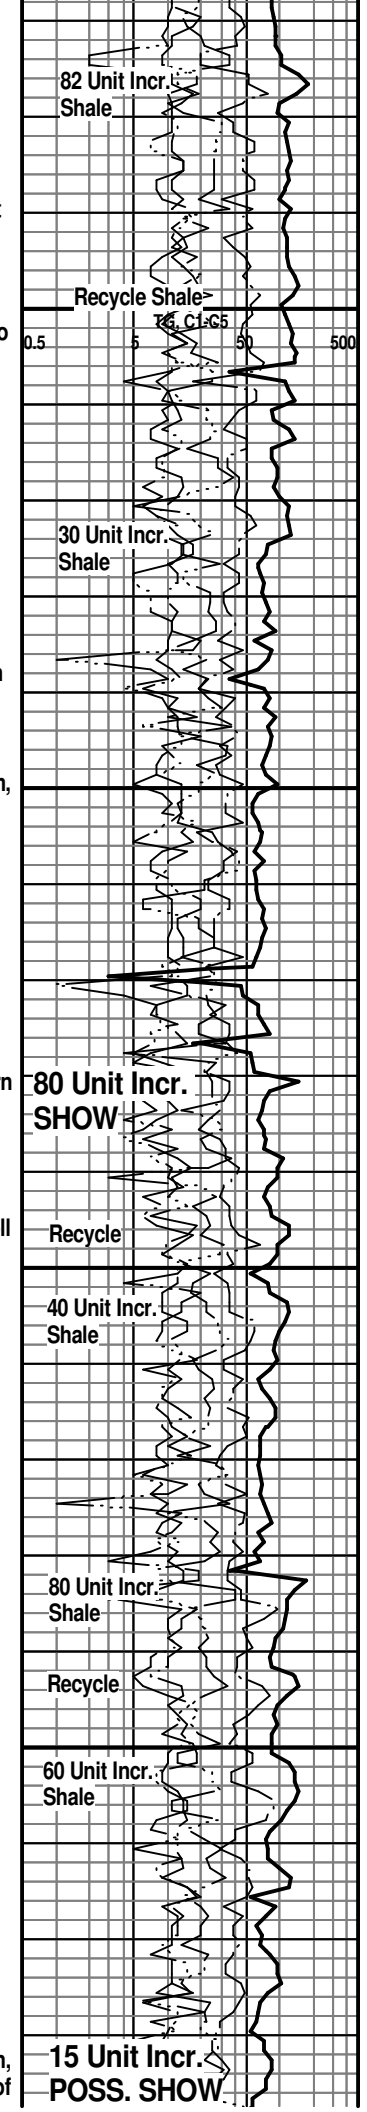 82 Unit Incr.
Shale
Recycle Shale
TG, C1-C5
0.5 5 50 500
30 Unit Incr.
Shale
80 Unit Incr.
SHOW
Recycle
40 Unit Incr.
Shale
80 Unit Incr.
Shale
Recycle
60 Unit Incr.
Shale
15 Unit Incr.
POSS. SHOW
of